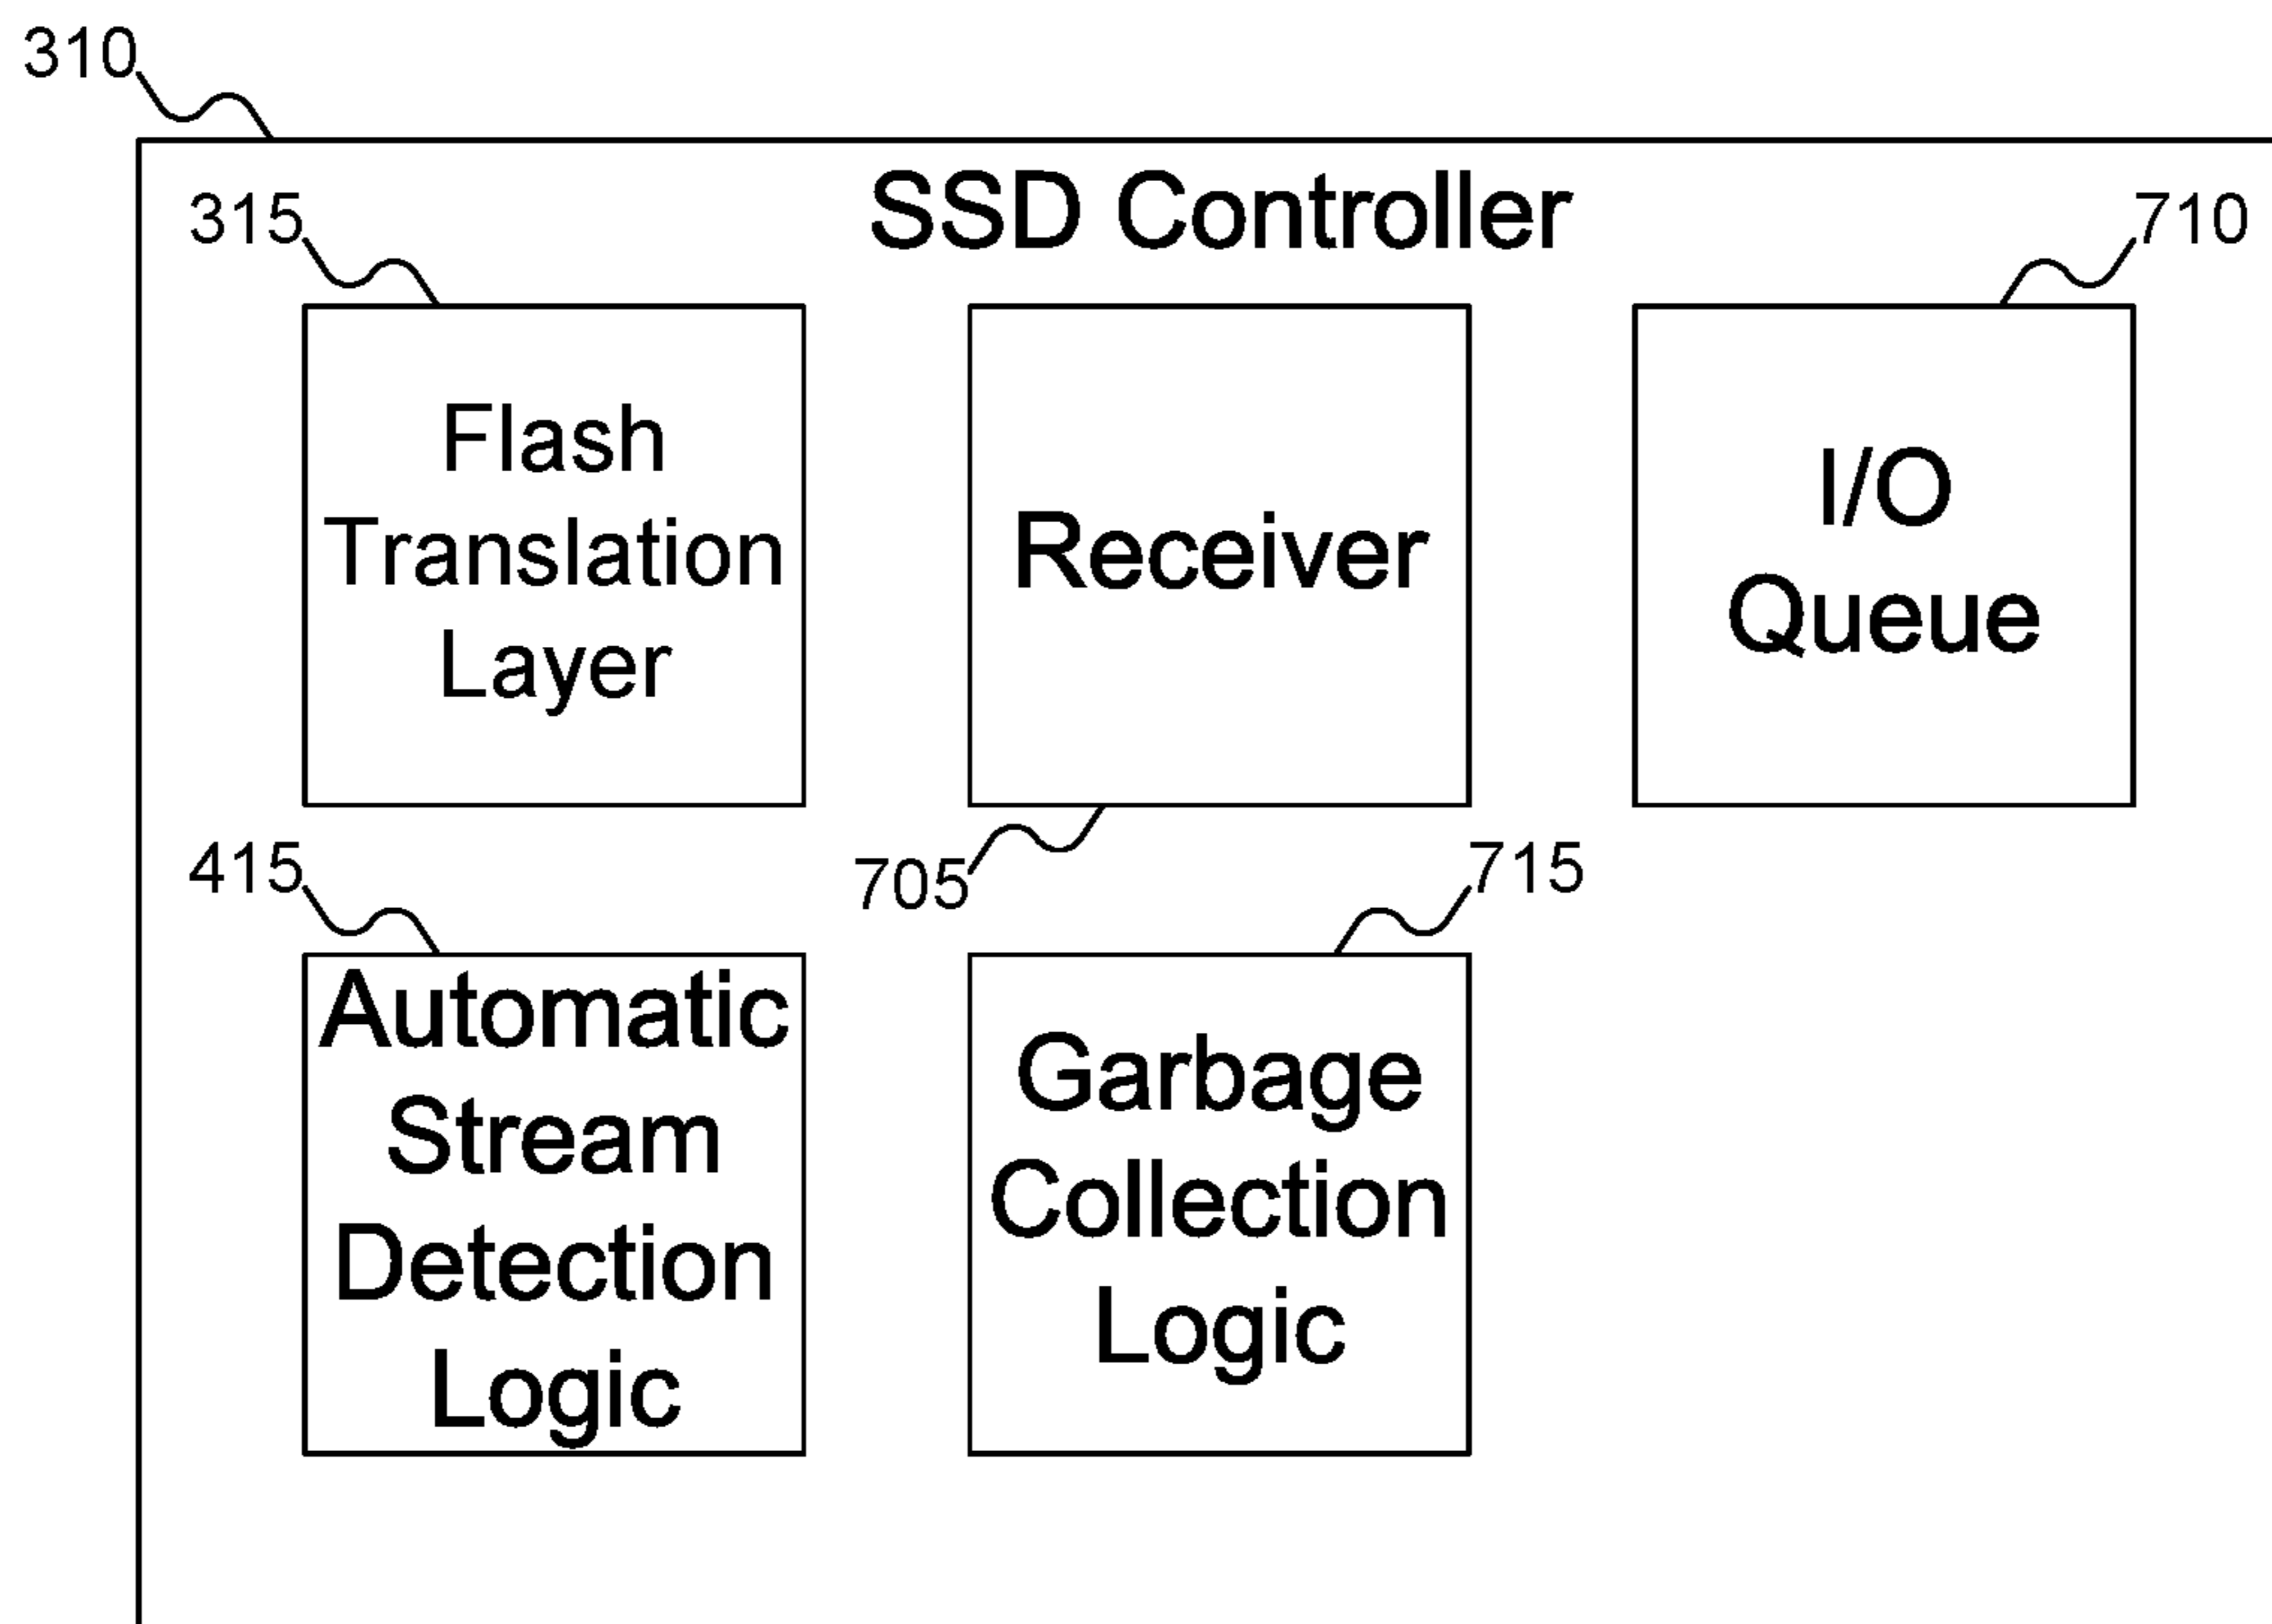 310
SSD Controller
315
710
Flash
Translation
Layer
Receiver
I/O
Queue
705
415
715
Automatic
Stream
Detection
Logic
Garbage
Collection
Logic